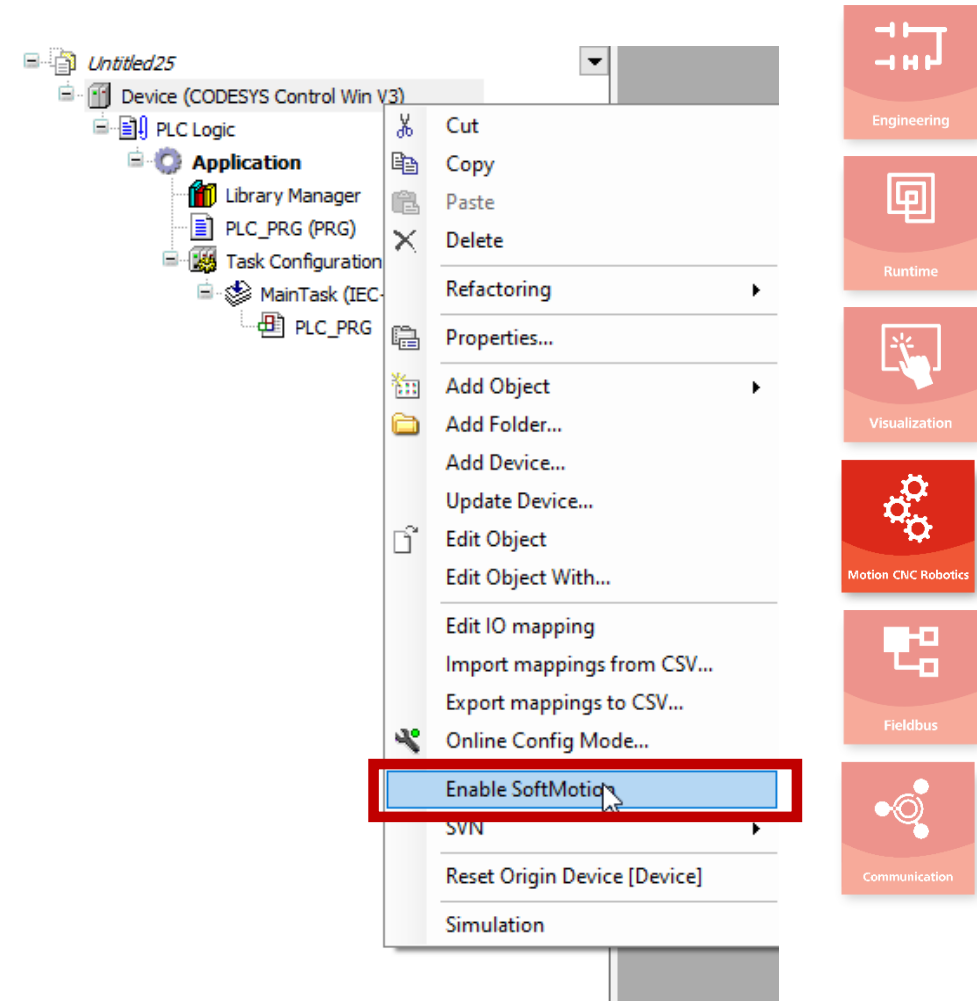 Untitled25
Device (CODESYS Control Win V3)
PLC Logic
Application
Library Manager
PLC_PRG (PRG)
Task Configuration
MainTask (IEC-
PLC_PRG
Cut
Copy
Paste
Delete
Refactoring
Properties...
Add Object
Add Folder...
Add Device...
Update Device...
Edit Object
Edit Object With...
Edit IO mapping
Import mappings from CSV...
Export mappings to CSV...
Online Config Mode...
Enable SoftMotion
SVN
Reset Origin Device [Device]
Simulation
Engineering
Runtime
Visualization
Motion CNC Robotics
Fieldbus
Communication